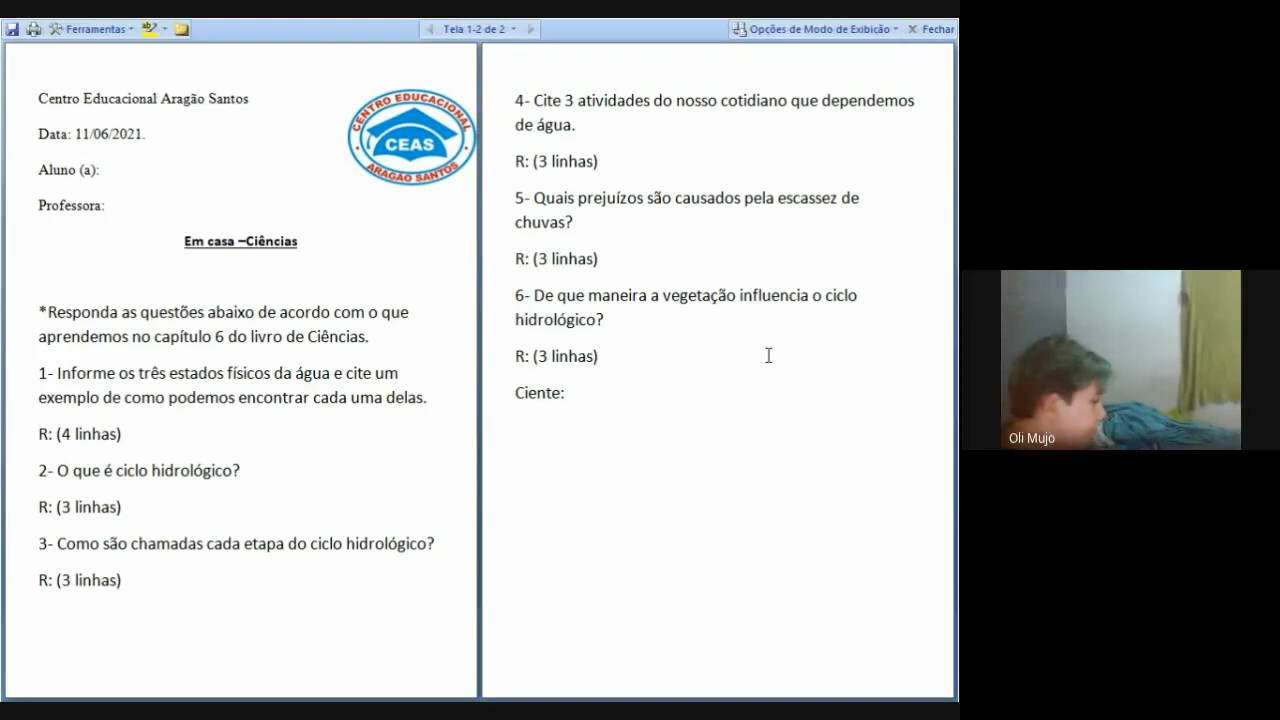 Ferramentas
Tela 1-2 de 2
Opções de Modo de Exibição
Fechar
Centro Educacional Aragão Santos
Data: 11/06/2021.
Aluno (a):
Professora:
CENTRO EDUCACIONAL
CEAS
ARAGÃO SANTOS
Em casa –Ciências
*Responda as questões abaixo de acordo com o que
aprendemos no capítulo 6 do livro de Ciências.
1- Informe os três estados físicos da água e cite um
exemplo de como podemos encontrar cada uma delas.
R: (4 linhas)
2- O que é ciclo hidrológico?
R: (3 linhas)
3- Como são chamadas cada etapa do ciclo hidrológico?
R: (3 linhas)
4- Cite 3 atividades do nosso cotidiano que dependemos
de água.
R: (3 linhas)
5- Quais prejuízos são causados pela escassez de
chuvas?
R: (3 linhas)
6- De que maneira a vegetação influencia o ciclo
hidrológico?
R: (3 linhas)
Ciente:
Oli Mujo